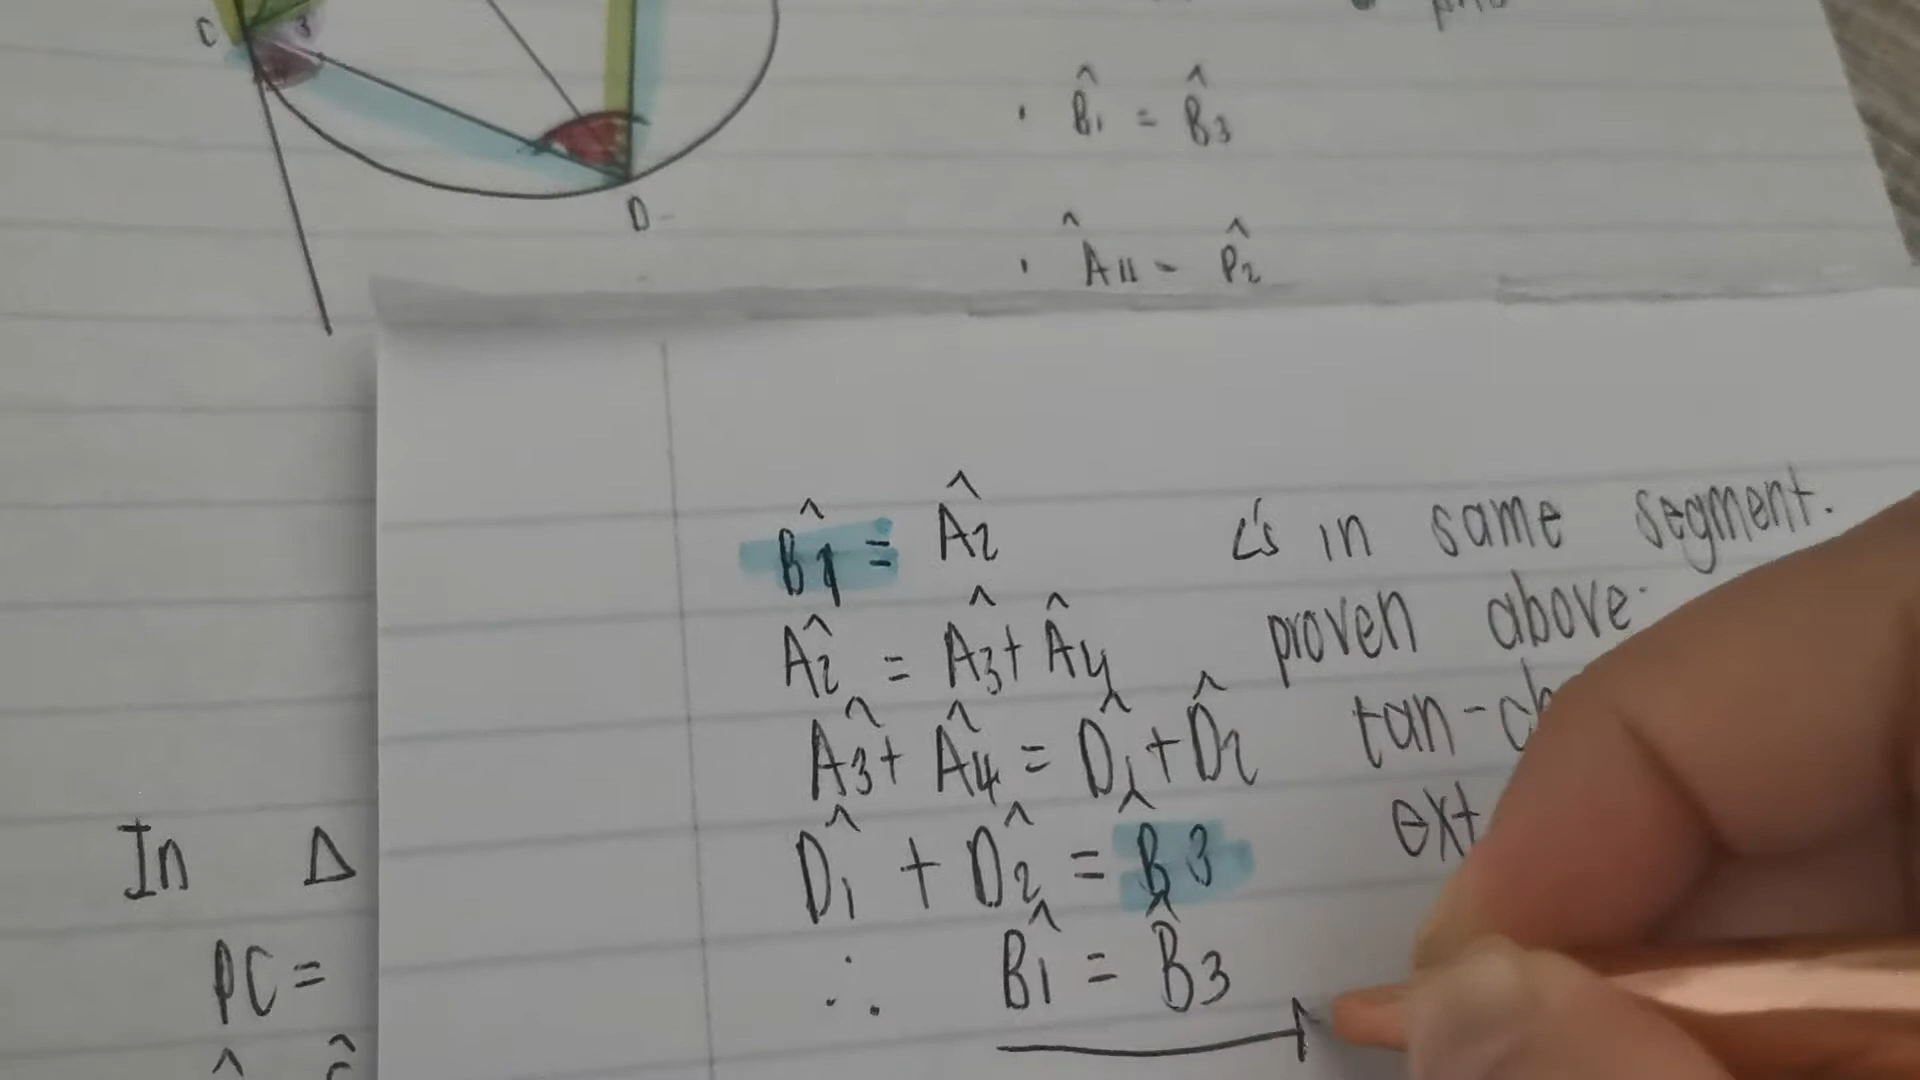 C 3
D
· B̂1 = B̂3
· Â11 = P̂2
B̂1 = Â2 ∠'s in same segment.
Â2 = Â3 + Â4 proven above.
Â3 + Â4 = D̂1 + D̂2 tan-ch
D̂1 + D̂2 = B̂3 ext
∴ B̂1 = B̂3
In Δ
PC =